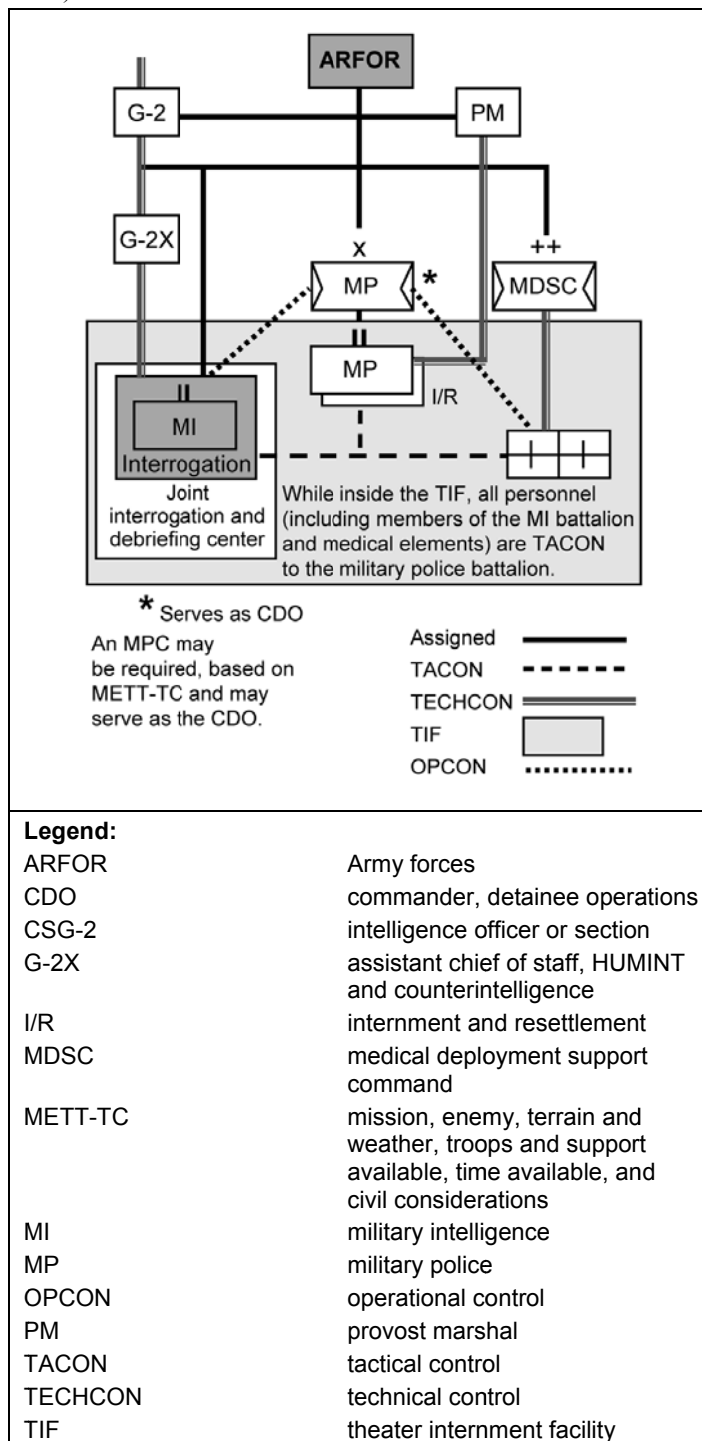 ARFOR
G-2
PM
G-2X
X
++
MP
*
MDSC
MP
I/R
MI
Interrogation
Joint
interrogation and
debriefing center
While inside the TIF, all personnel
(including members of the MI battalion
and medical elements) are TACON
to the military police battalion.
* Serves as CDO
An MPC may
be required, based on
METT-TC and may
serve as the CDO.
Assigned
TACON
TECHCON
TIF
OPCON
Legend:
ARFOR Army forces
CDO commander, detainee operations
CSG-2 intelligence officer or section
G-2X assistant chief of staff, HUMINT
and counterintelligence
I/R internment and resettlement
MDSC medical deployment support
command
METT-TC mission, enemy, terrain and
weather, troops and support
available, time available, and
civil considerations
MI military intelligence
MP military police
OPCON operational control
PM provost marshal
TACON tactical control
TECHCON technical control
TIF theater internment facility